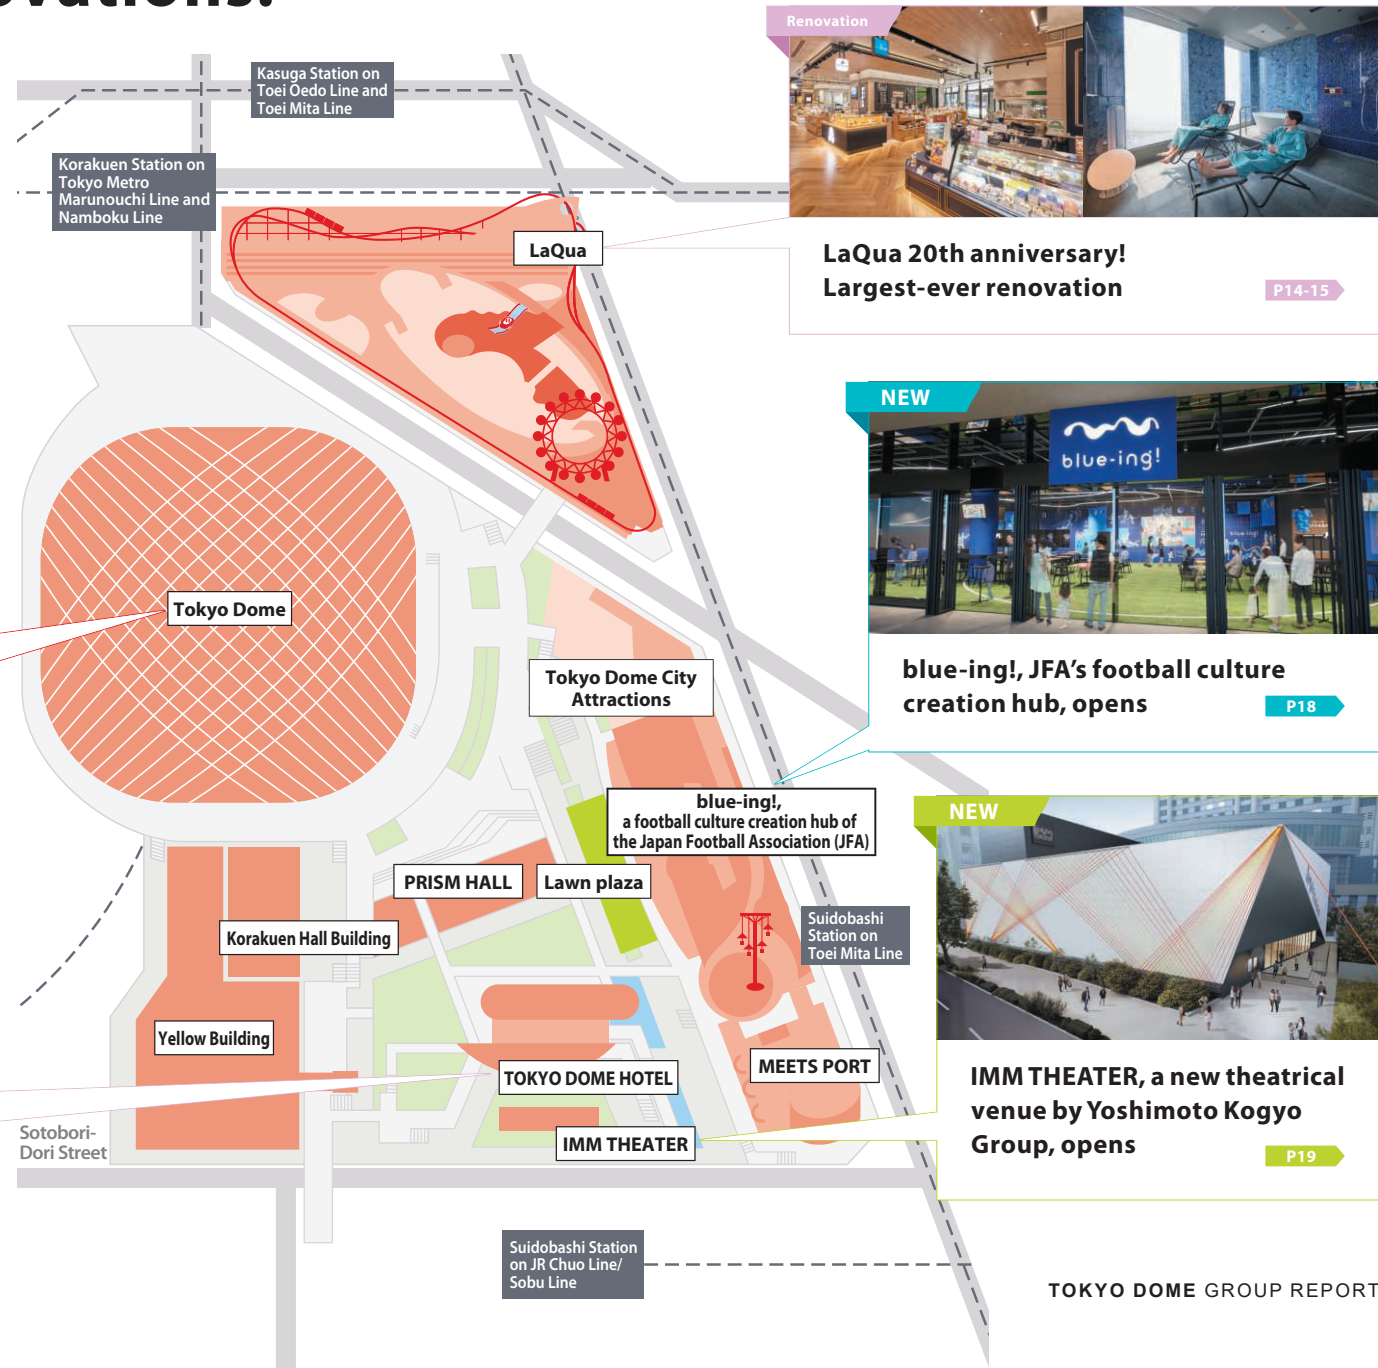 Kasuga Station on
Toei Oedo Line and
Toei Mita Line
Korakuen Station on
Tokyo Metro
Marunouchi Line and
Namboku Line
LaQua
Tokyo Dome
Tokyo Dome City
Attractions
blue-ing!,
a football culture creation hub of
the Japan Football Association (JFA)
PRISM HALL
Lawn plaza
Korakuen Hall Building
Suidobashi
Station on
Toei Mita Line
Yellow Building
TOKYO DOME HOTEL
MEETS PORT
IMM THEATER
Sotobori-
Dori Street
Suidobashi Station
on JR Chuo Line/
Sobu Line
Renovation
LaQua 20th anniversary!
Largest-ever renovation
P14-15
NEW
blue-ing!
blue-ing!
blue-ing!, JFA’s football culture
creation hub, opens
P18
NEW
IMM THEATER, a new theatrical
venue by Yoshimoto Kogyo
Group, opens
P19
TOKYO DOME GROUP REPORT